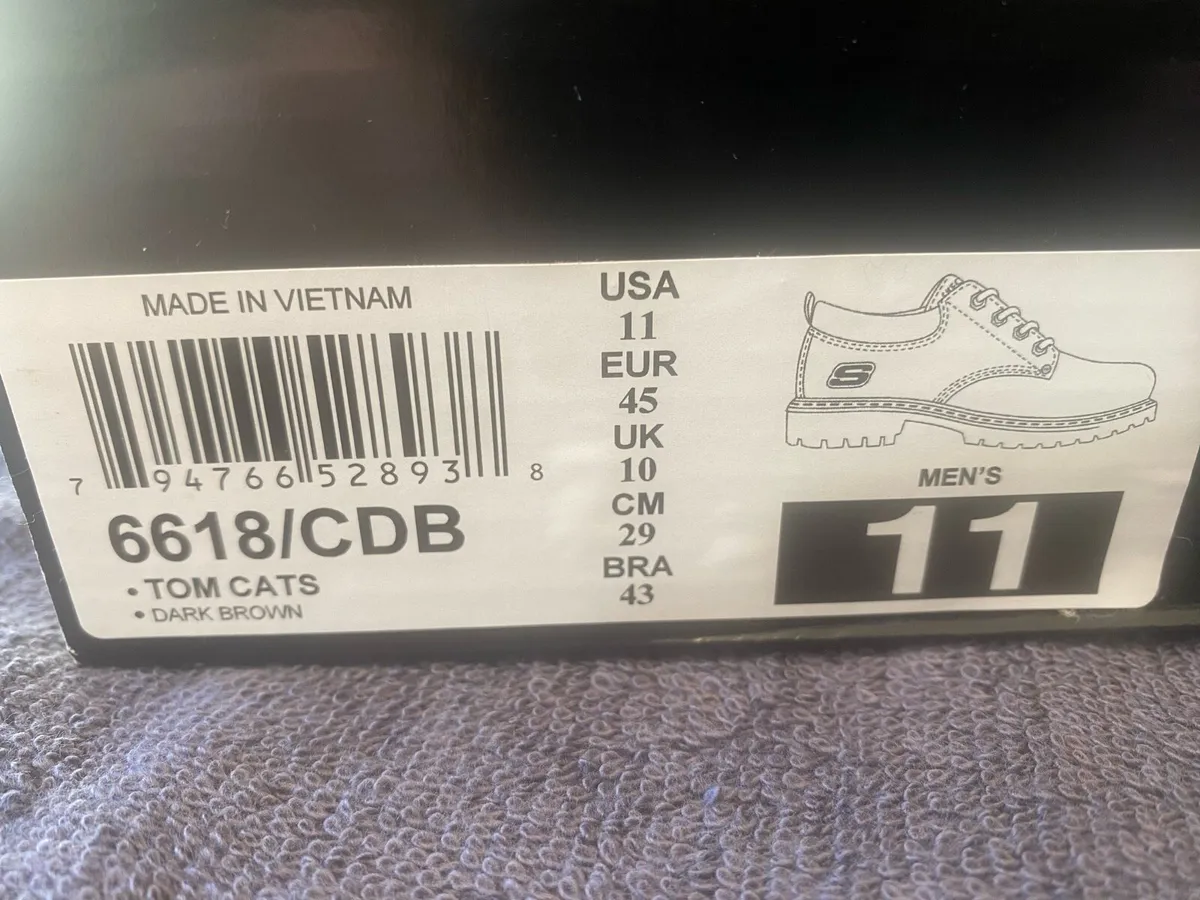 MADE IN VIETNAM
7 94766 52893 8
6618/CDB
• TOM CATS
• DARK BROWN
USA
11
EUR
45
UK
10
CM
29
BRA
43
S
MEN'S
11